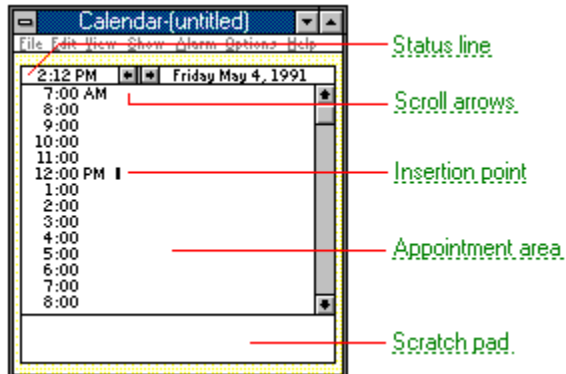 Calendar-(untitled)
File Edit View Show Alarm Options Help
Status line
2:12 PM Friday May 4, 1991
7:00 AM
Scroll arrows
8:00
9:00
10:00
11:00
12:00 PM
Insertion point
1:00
2:00
3:00
4:00
5:00
Appointment area
6:00
7:00
8:00
Scratch pad